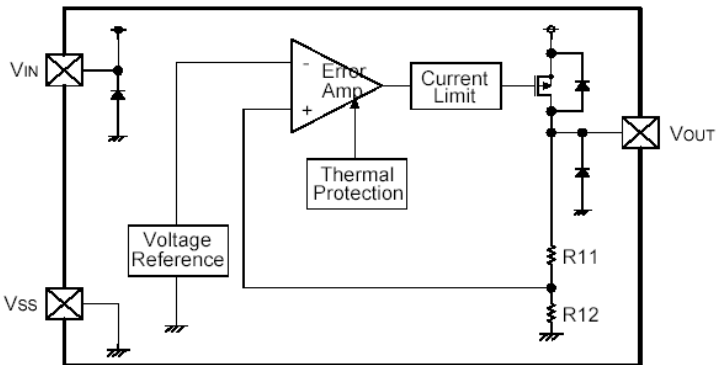 VIN
-
Error
Amp
+
Current
Limit
VOUT
Thermal
Protection
Voltage
Reference
R11
VSS
R12